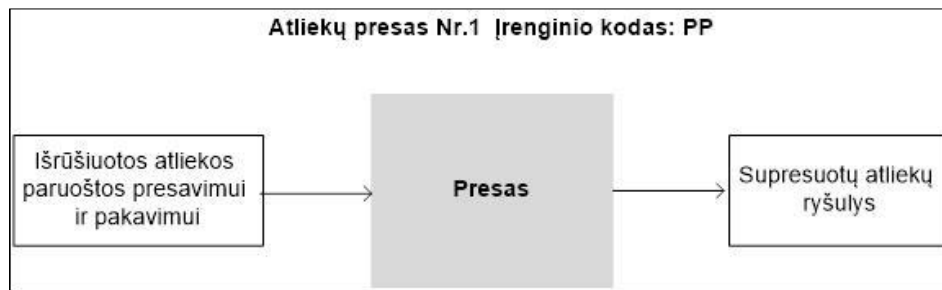 Atliekų presas Nr.1 Įrenginio kodas: PP
Išrūšiuotos atliekos
paruoštos presavimui
ir pakavimui
Presas
Supresuotų atliekų
ryšulys